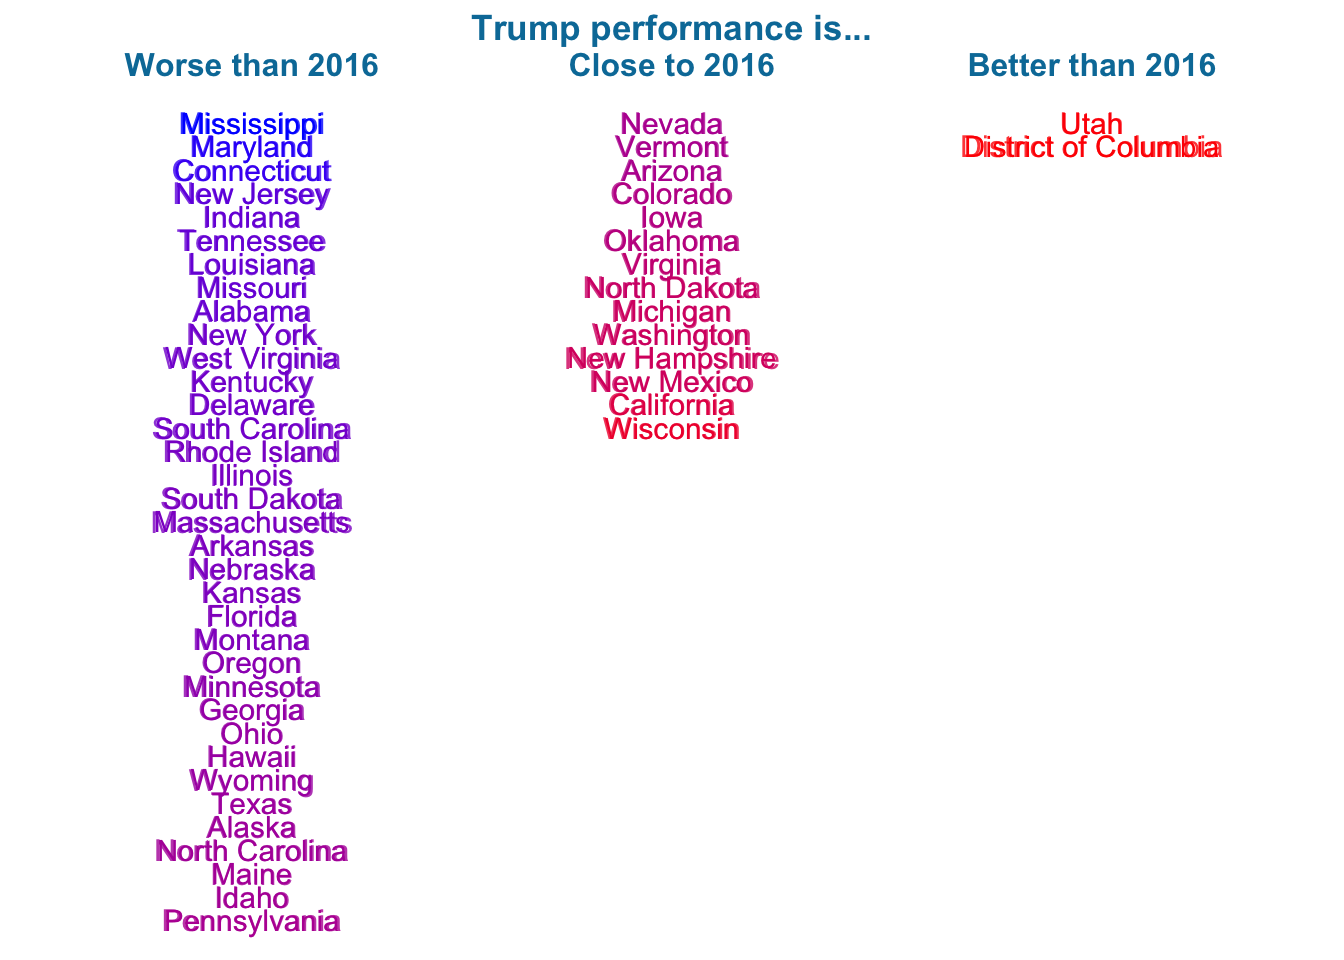 Trump performance is...
Worse than 2016
Mississippi
Maryland
Connecticut
New Jersey
Indiana
Tennessee
Louisiana
Missouri
Alabama
New York
West Virginia
Kentucky
Delaware
South Carolina
Rhode Island
Illinois
South Dakota
Massachusetts
Arkansas
Nebraska
Kansas
Florida
Montana
Oregon
Minnesota
Georgia
Ohio
Hawaii
Wyoming
Texas
Alaska
North Carolina
Maine
Idaho
Pennsylvania
Close to 2016
Nevada
Vermont
Arizona
Colorado
Iowa
Oklahoma
Virginia
North Dakota
Michigan
Washington
New Hampshire
New Mexico
California
Wisconsin
Better than 2016
Utah
District of Columbia